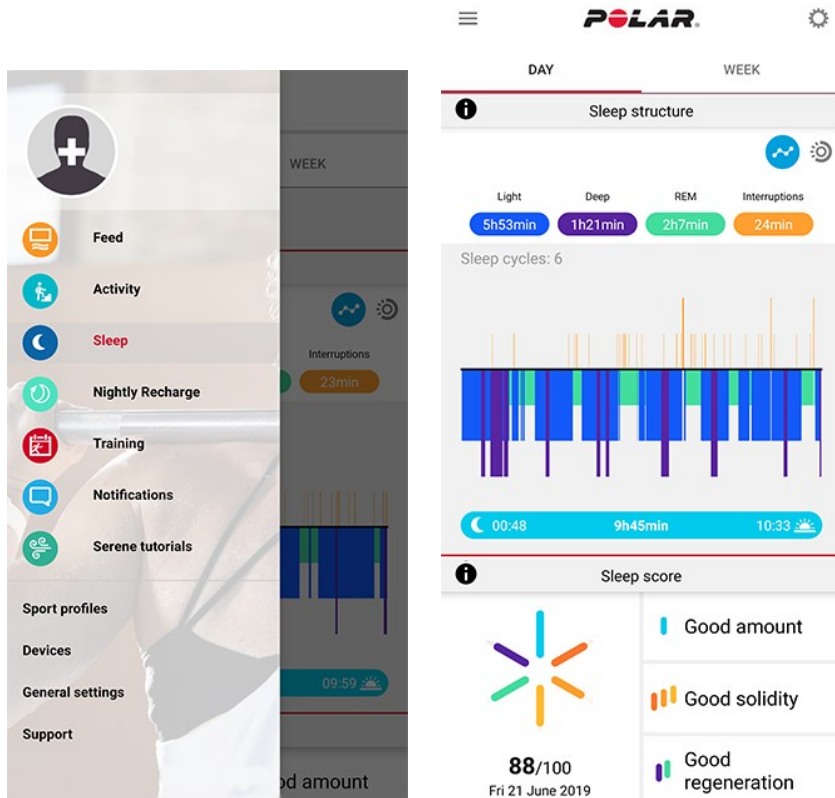 WEEK
Feed
Activity
Sleep
Interruptions
23min
Nightly Recharge
Training
Notifications
Serene tutorials
Sport profiles
Devices
General settings
09:59
Support
od amount
POLAR.
DAY WEEK
i Sleep structure
Light Deep REM Interruptions
5h53min 1h21min 2h7min 24min
Sleep cycles: 6
00:48 9h45min 10:33
i Sleep score
Good amount
Good solidity
88/100
Fri 21 June 2019
Good
regeneration